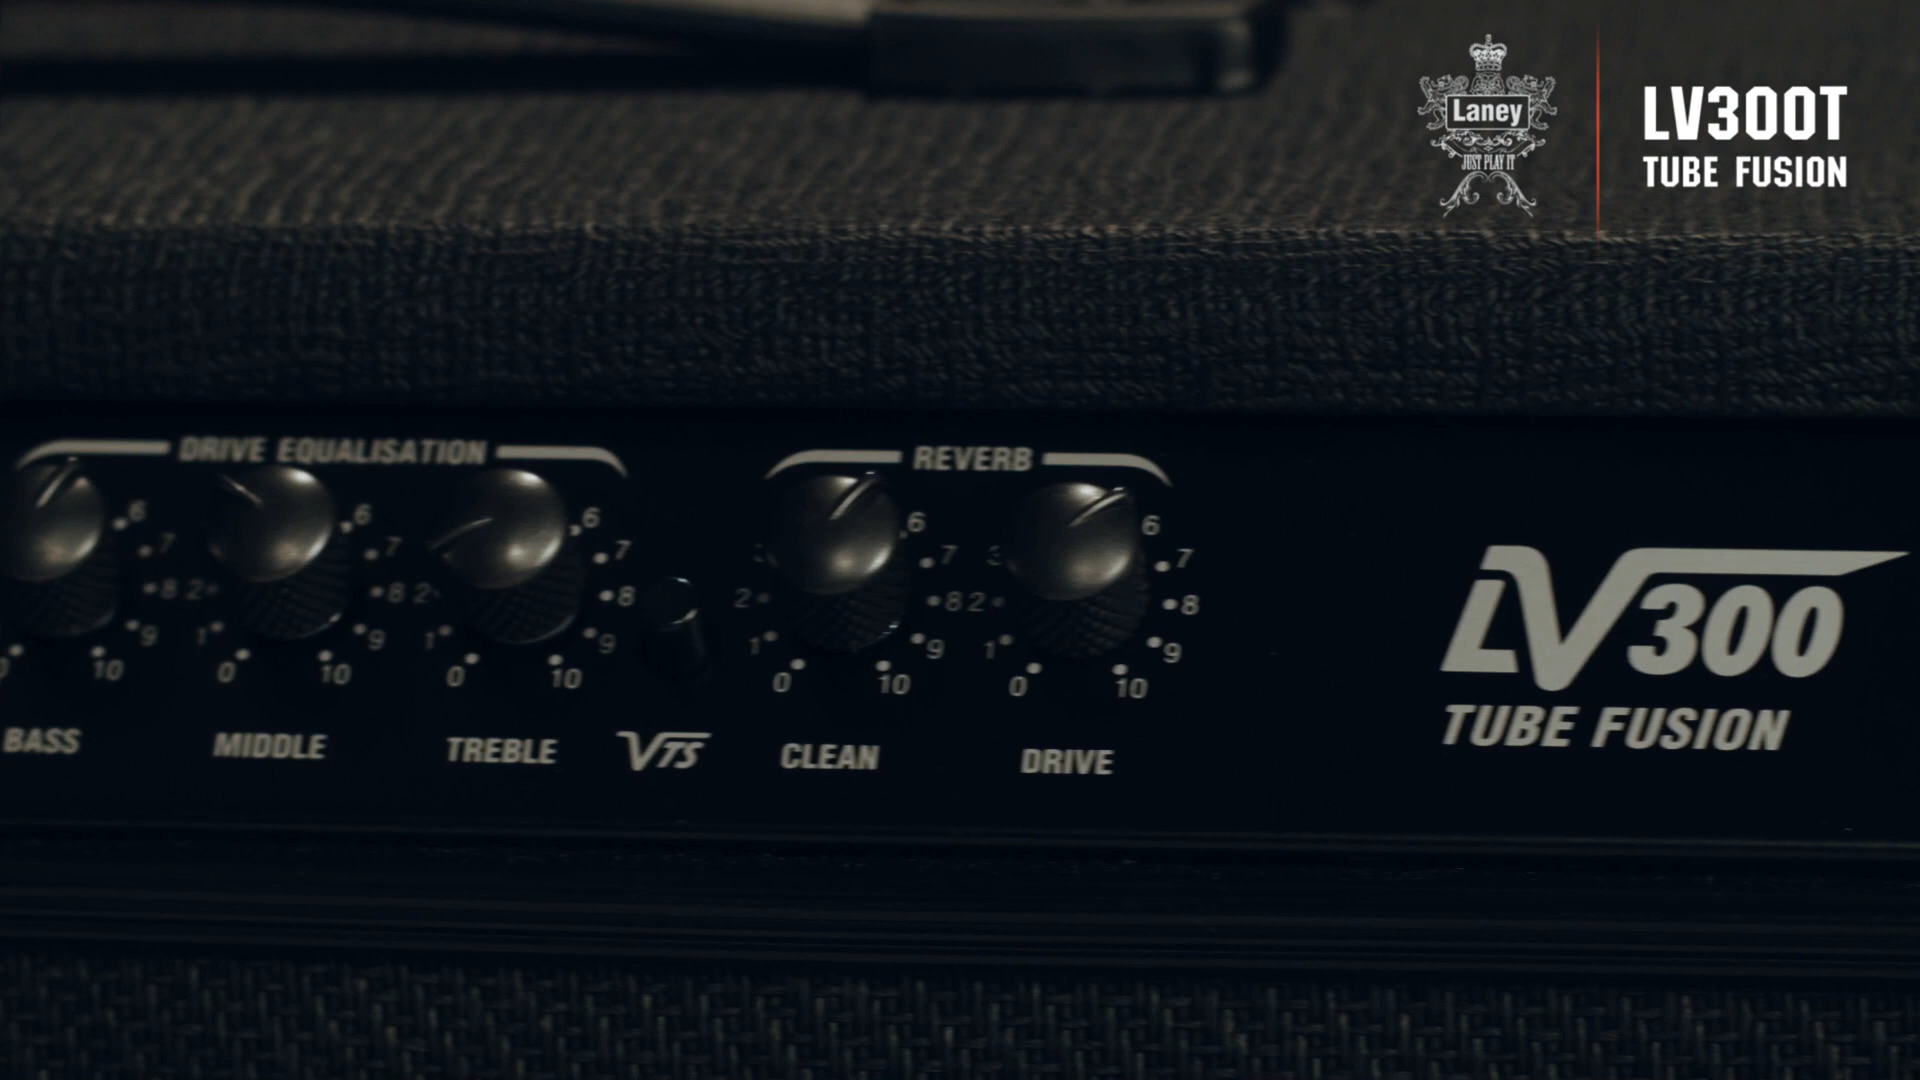 Laney
JUST PLAY IT
LV300T
TUBE FUSION
DRIVE EQUALISATION
REVERB
6 6 6 6 6
7 7 7 3 7
8 2 8 2 8 2 8 2 8
9 1 9 1 9 1 9 1 9
10 0 10 0 10 0 10 0 10
BASS MIDDLE TREBLE VTS CLEAN DRIVE
LV300
TUBE FUSION